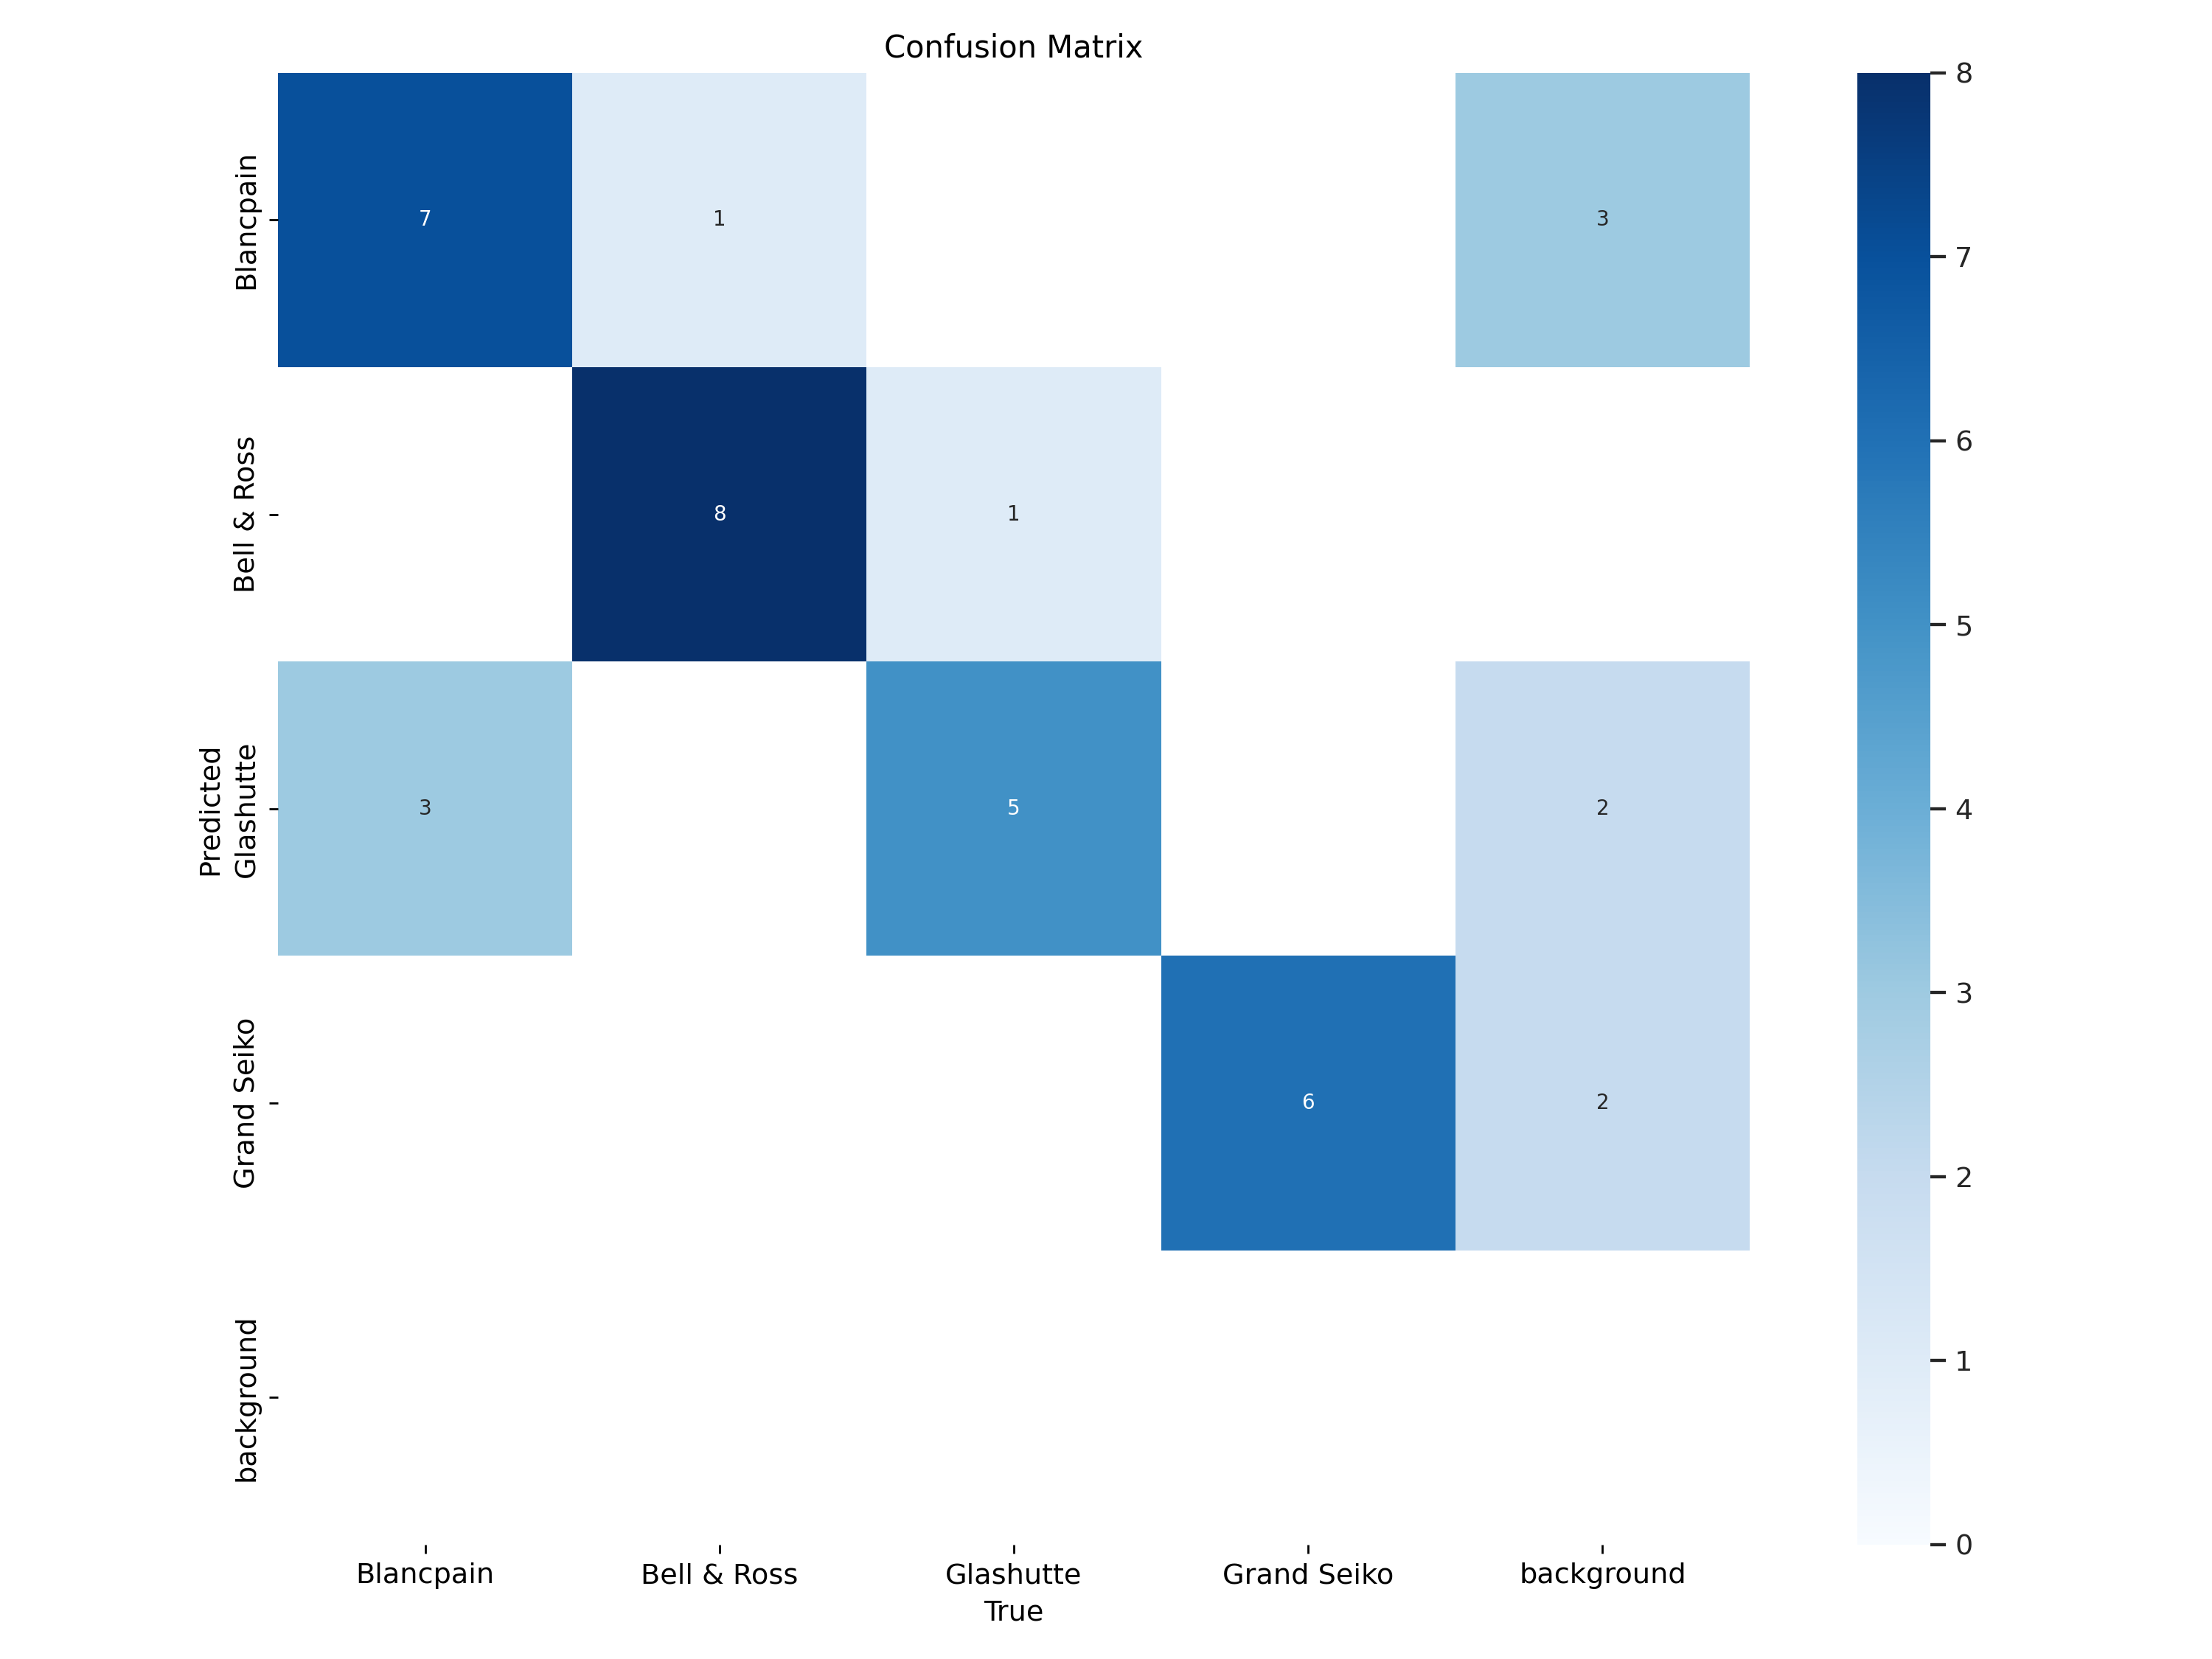 Confusion Matrix
Blancpain
7
1
3
Bell & Ross
8
1
Predicted
Glashutte
3
5
2
Grand Seiko
6
2
background
Blancpain
Bell & Ross
Glashutte
Grand Seiko
background
True
8
7
6
5
4
3
2
1
0